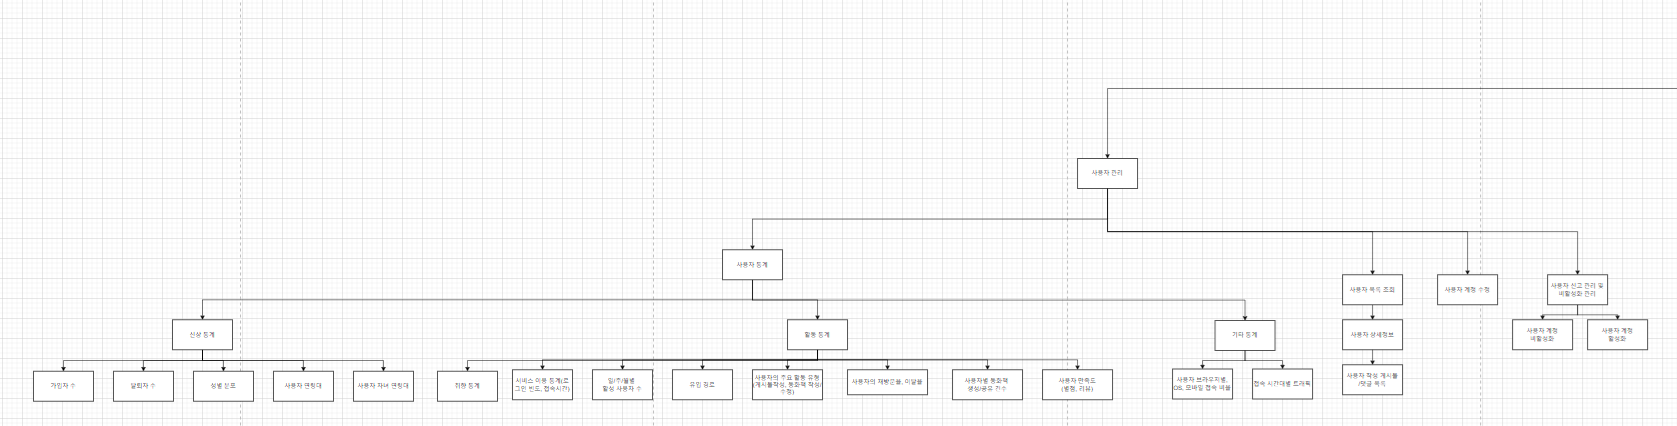 사용자 관리
사용자 통계
사용자 목록 조회
사용자 계정 수정
사용자 신고 관리 및
비활성화 관리
신상 통계
활동 통계
기타 통계
사용자 상세정보
사용자 계정
비활성화
사용자 계정
활성화
가입자 수
탈퇴자 수
성별 분포
사용자 연령대
사용자 자녀 연령대
취향 통계
서비스 이용 통계(로
그인 빈도, 접속시간)
일/주/월별
활성 사용자 수
유입 경로
사용자의 주요 활동 유형
(게시물작성, 동화책 작성/
수정)
사용자의 재방문율, 이탈율
사용자별 동화책
생성/공유 건수
사용자 만족도
(별점, 리뷰)
사용자 브라우저별,
OS, 모바일 접속 비율
접속 시간대별 트래픽
사용자 작성 게시물
/댓글 목록